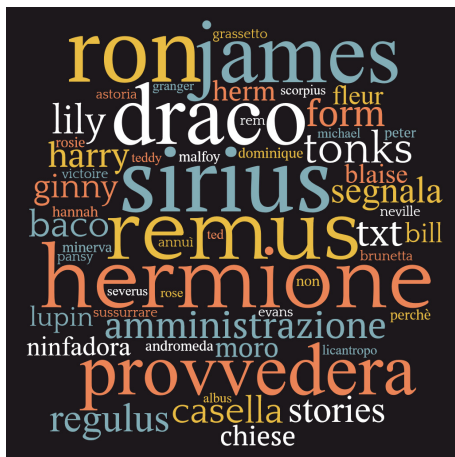 grassetto
ron james
astoria granger herm scorpius fleur
lily draco rem form
rosie michael peter
harry teddy malfoy dominique tonks
victoire blaise
ginny sirius segnala
hannah neville
baco remus txt bill
minerva annuì ted
pansy brunetta
hermione non
severus rose
sussurrare evans perchè
lupin amministrazione
ninfadora andromeda moro licantropo
provvedera
albus
regulus casella stories
chiese